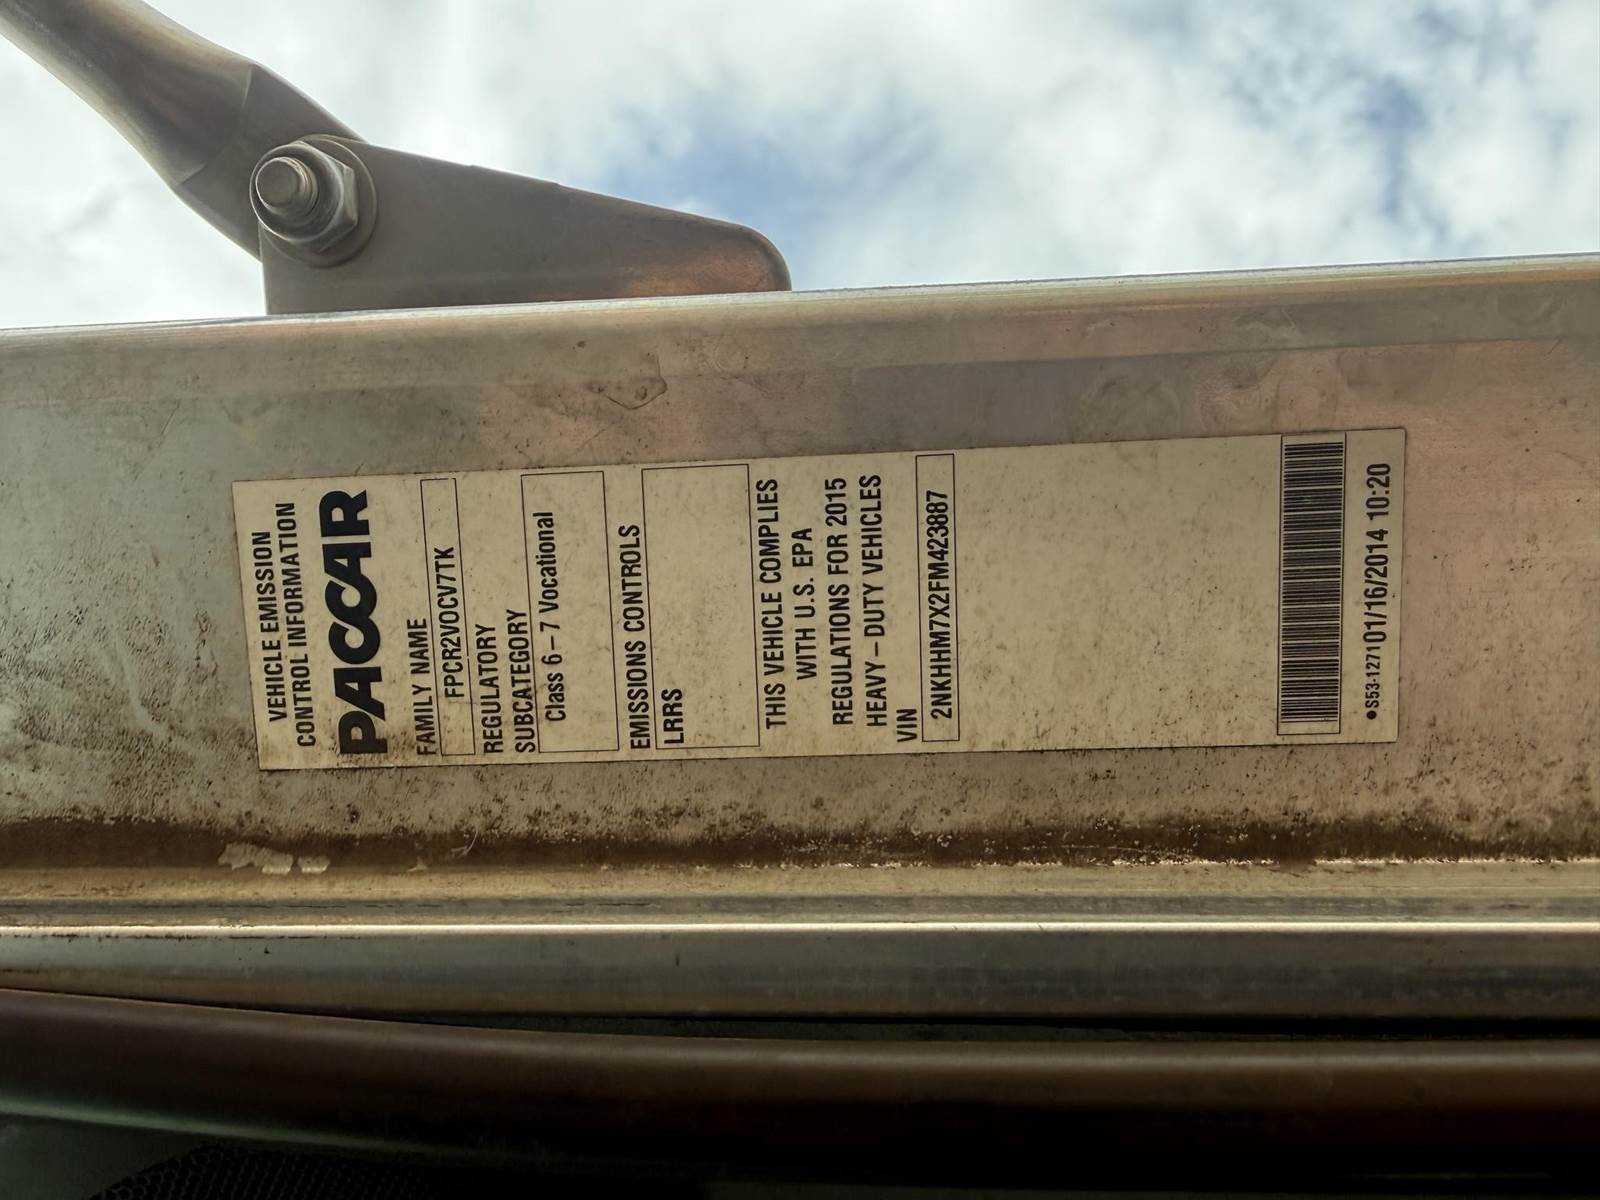 VEHICLE EMISSION
CONTROL INFORMATION
PACCAR
FAMILY NAME
FPCR2VOCV7TK
REGULATORY
SUBCATEGORY
Class 6-7 Vocational
EMISSIONS CONTROLS
LRRS
THIS VEHICLE COMPLIES
WITH U.S. EPA
REGULATIONS FOR 2015
HEAVY-DUTY VEHICLES
VIN
2NKHHM7X2FM423887
●S53-1271 01/16/2014 10:20